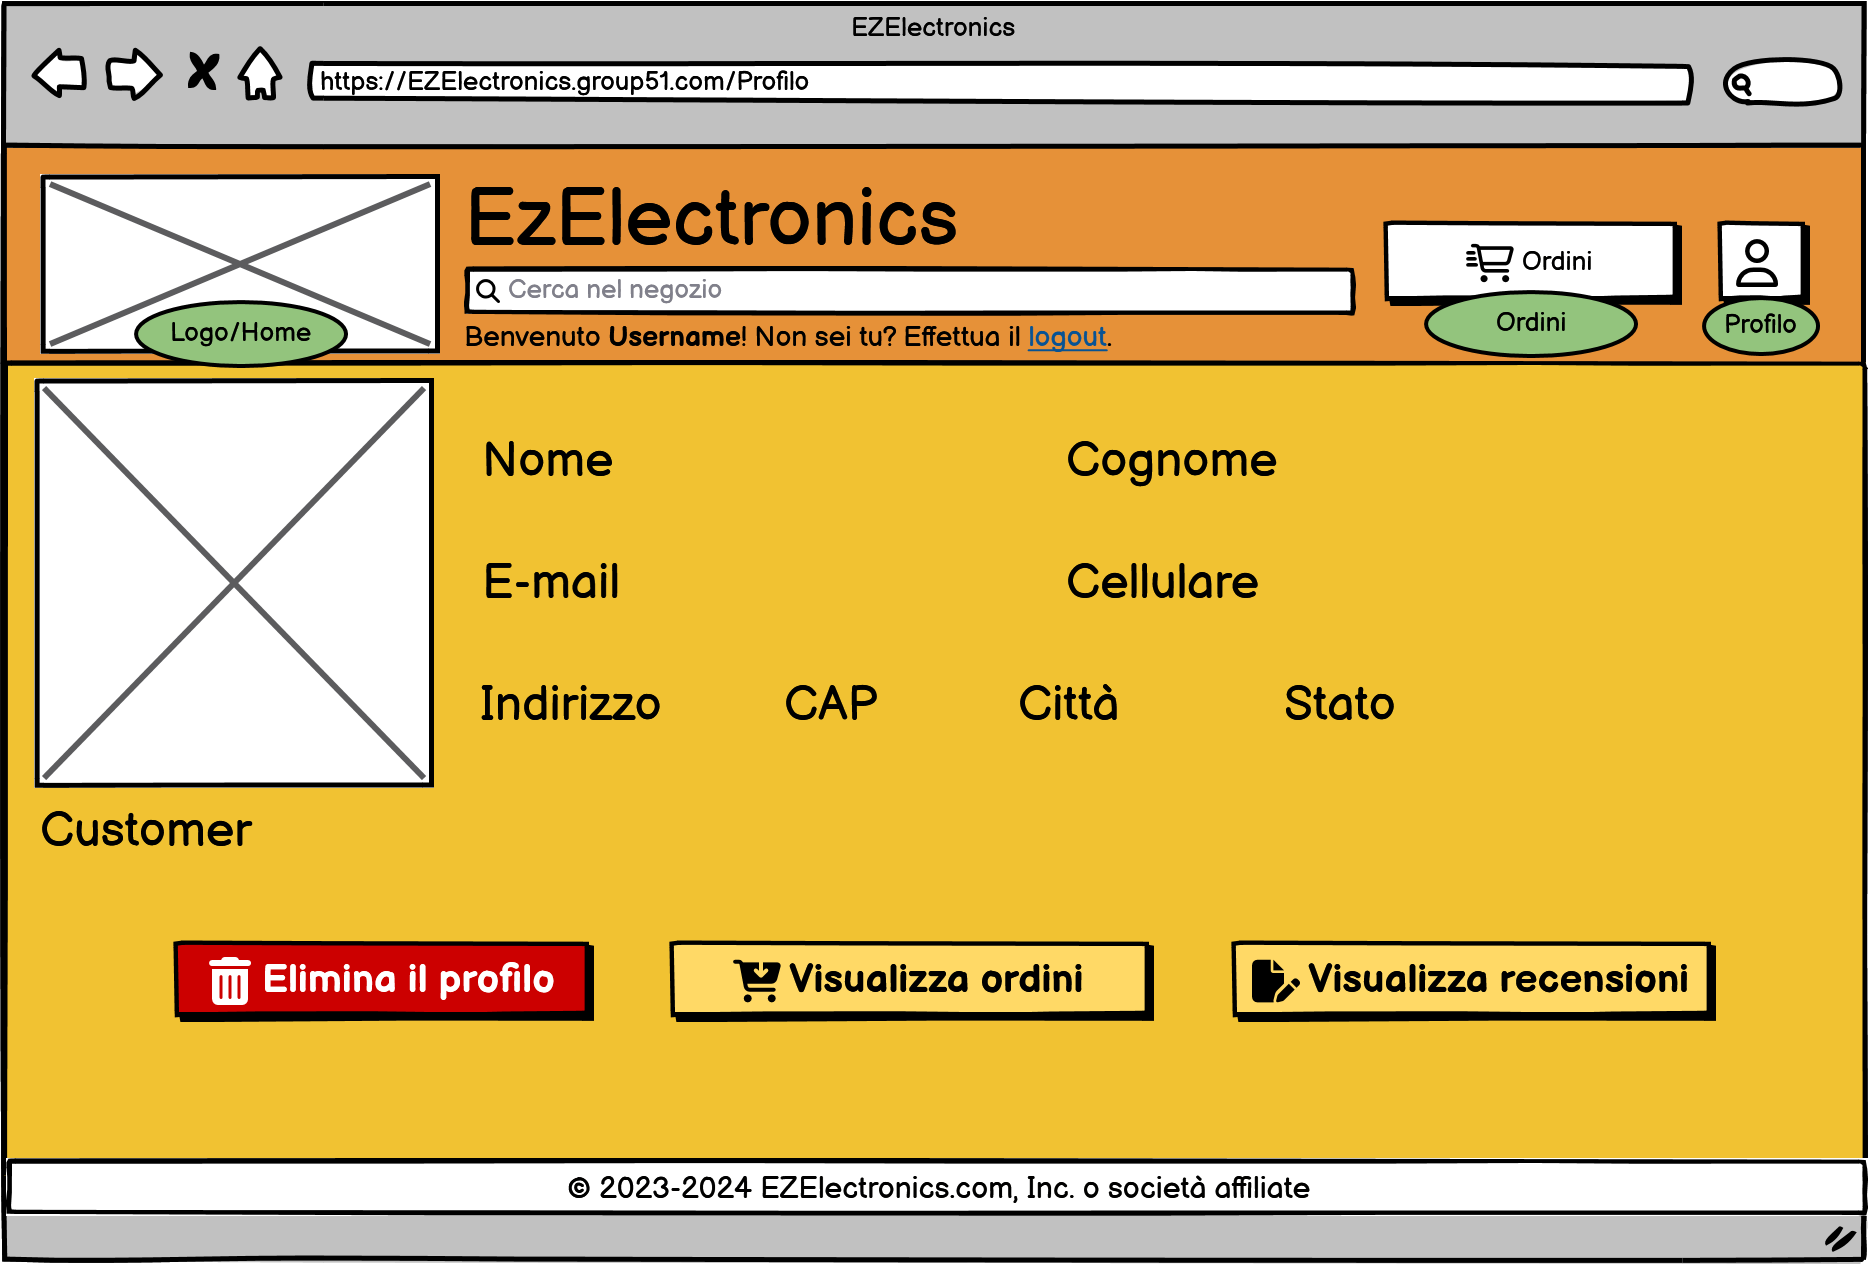 EZElectronics
https://EZElectronics.group51.com/Profilo
EzElectronics
Cerca nel negozio
Benvenuto Username! Non sei tu? Effettua il logout.
Logo/Home
Ordini
Ordini
Profilo
Nome Cognome
E-mail Cellulare
Indirizzo CAP Città Stato
Customer
Elimina il profilo Visualizza ordini Visualizza recensioni
© 2023-2024 EZElectronics.com, Inc. o società affiliate